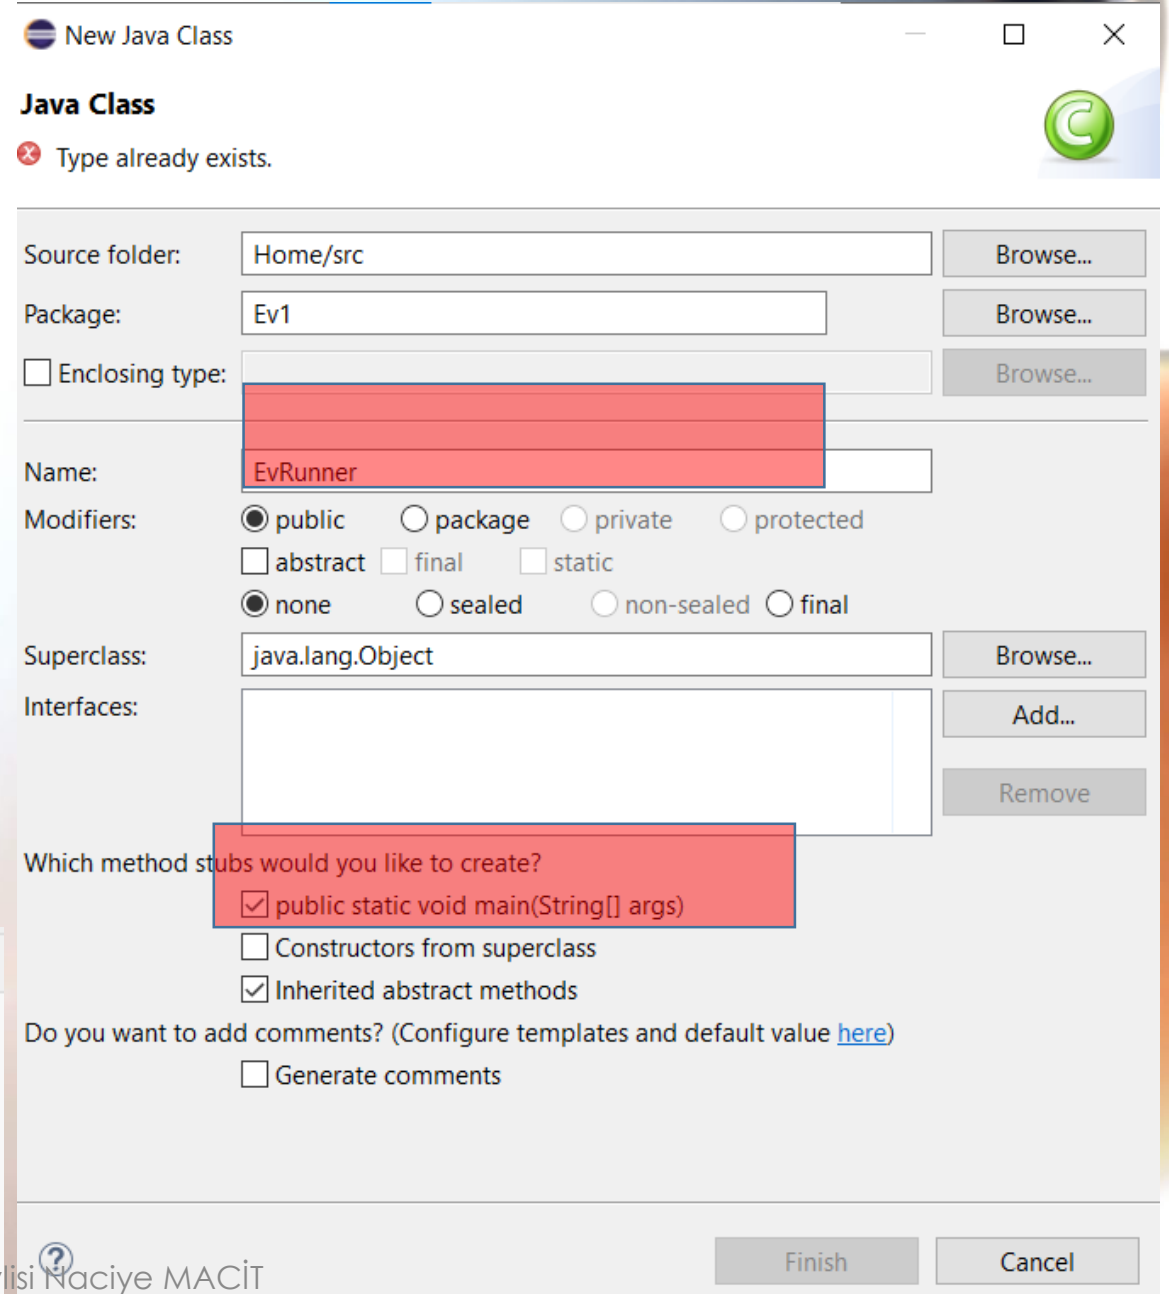 New Java Class
Java Class
Type already exists.
Source folder: Home/src Browse...
Package: Ev1 Browse...
Enclosing type: Browse...
Name: EvRunner
Modifiers: public package private protected
abstract final static
none sealed non-sealed final
Superclass: java.lang.Object Browse...
Interfaces: Add...
Remove
Which method stubs would you like to create?
public static void main(String[] args)
Constructors from superclass
Inherited abstract methods
Do you want to add comments? (Configure templates and default value here)
Generate comments
? Finish Cancel
Naciye MACİT